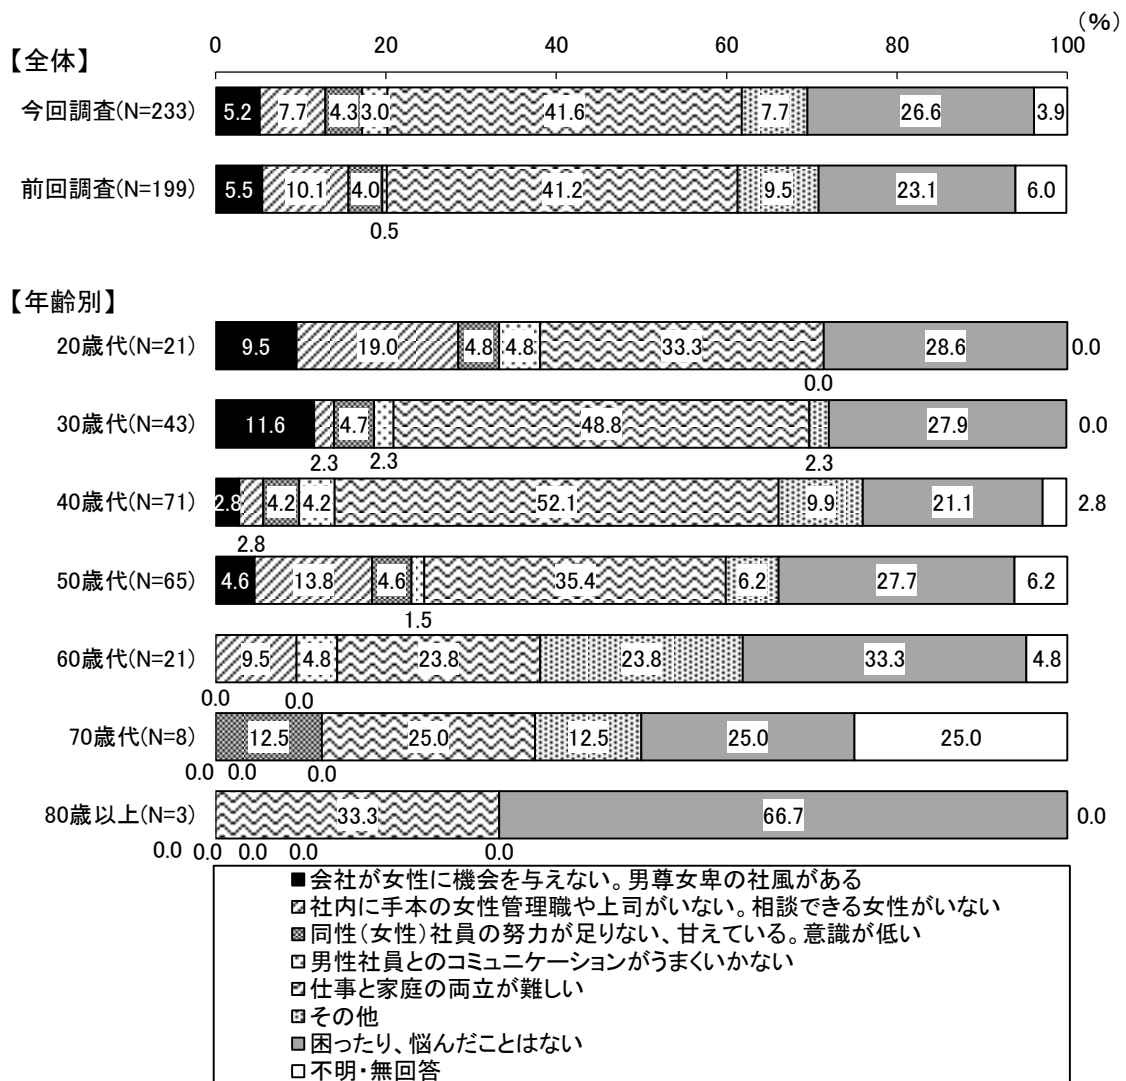 (%)
0 20 40 60 80 100
【全体】
今回調査(N=233) 5.2 7.7 4.3 3.0 41.6 7.7 26.6 3.9
前回調査(N=199) 5.5 10.1 4.0 41.2 9.5 23.1 6.0
0.5
【年齢別】
20歳代(N=21) 9.5 19.0 4.8 4.8 33.3 28.6 0.0
0.0
30歳代(N=43) 11.6 4.7 48.8 27.9 0.0
2.3 2.3 2.3
40歳代(N=71) 2.8 4.2 4.2 52.1 9.9 21.1 2.8
2.8
50歳代(N=65) 4.6 13.8 4.6 35.4 6.2 27.7 6.2
1.5
60歳代(N=21) 9.5 4.8 23.8 23.8 33.3 4.8
0.0 0.0
70歳代(N=8) 12.5 25.0 12.5 25.0 25.0
0.0 0.0 0.0
80歳以上(N=3) 33.3 66.7 0.0
0.0 0.0 0.0 0.0 0.0
会社が女性に機会を与えない。男尊女卑の社風がある
社内に手本の女性管理職や上司がいない。相談できる女性がいない
同性(女性)社員の努力が足りない、甘えている。意識が低い
男性社員とのコミュニケーションがうまくいかない
仕事と家庭の両立が難しい
その他
困ったり、悩んだことはない
不明・無回答